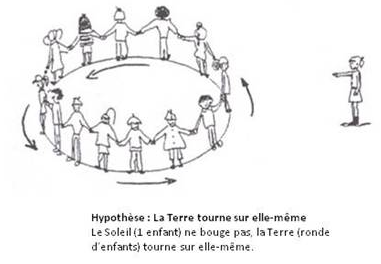 Hypothèse : La Terre tourne sur elle-même
Le Soleil (1 enfant) ne bouge pas, la Terre (ronde
d'enfants) tourne sur elle-même.